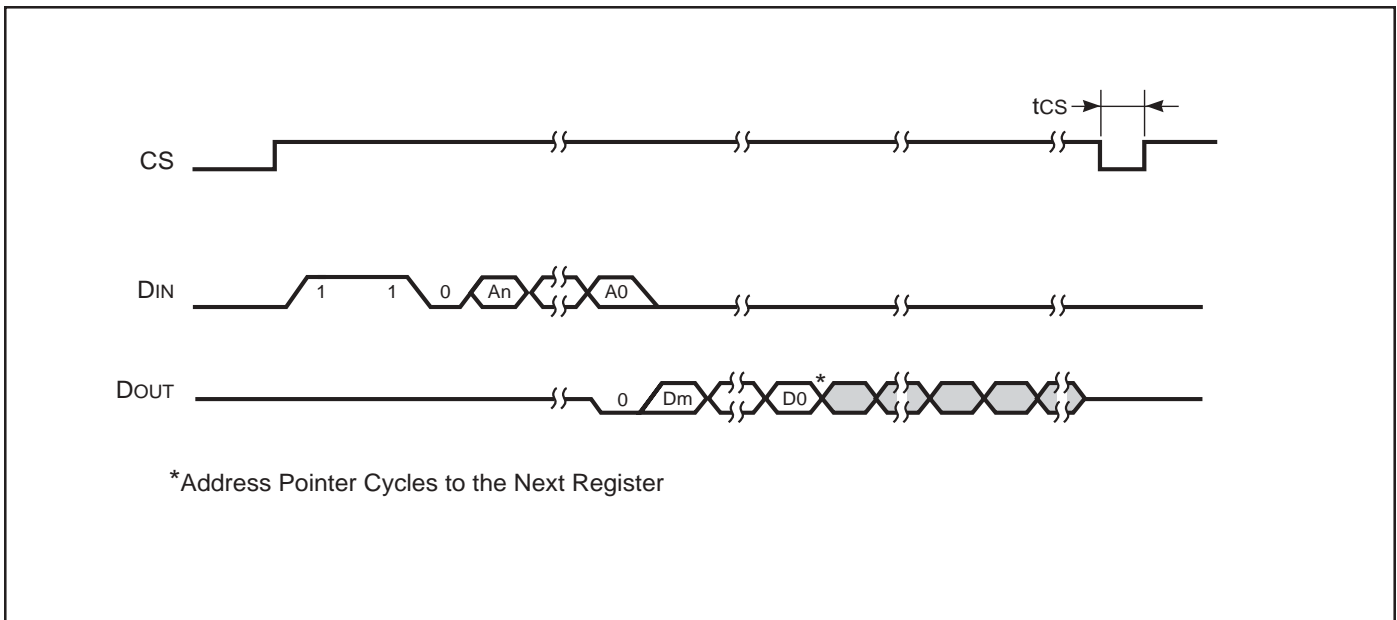 tCS
CS
DIN 1 1 0 An A0
DOUT 0 Dm D0 *
*Address Pointer Cycles to the Next Register